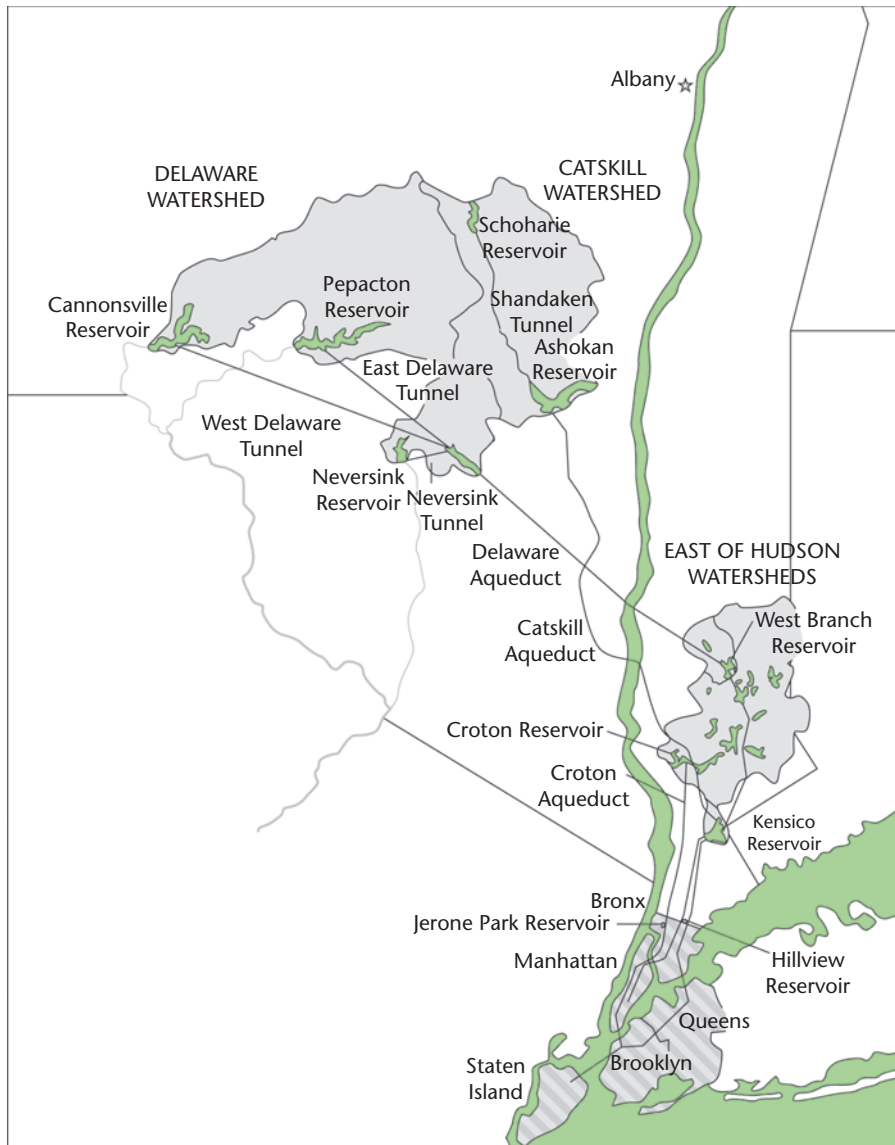 Albany
DELAWARE
WATERSHED
CATSKILL
WATERSHED
Schoharie
Reservoir
Cannonsville
Reservoir
Pepacton
Reservoir
Shandaken
Tunnel
Ashokan
Reservoir
East Delaware
Tunnel
West Delaware
Tunnel
Neversink
Reservoir
Neversink
Tunnel
Delaware
Aqueduct
EAST OF HUDSON
WATERSHEDS
West Branch
Reservoir
Catskill
Aqueduct
Croton Reservoir
Croton
Aqueduct
Kensico
Reservoir
Bronx
Jerone Park Reservoir
Manhattan
Hillview
Reservoir
Queens
Brooklyn
Staten
Island